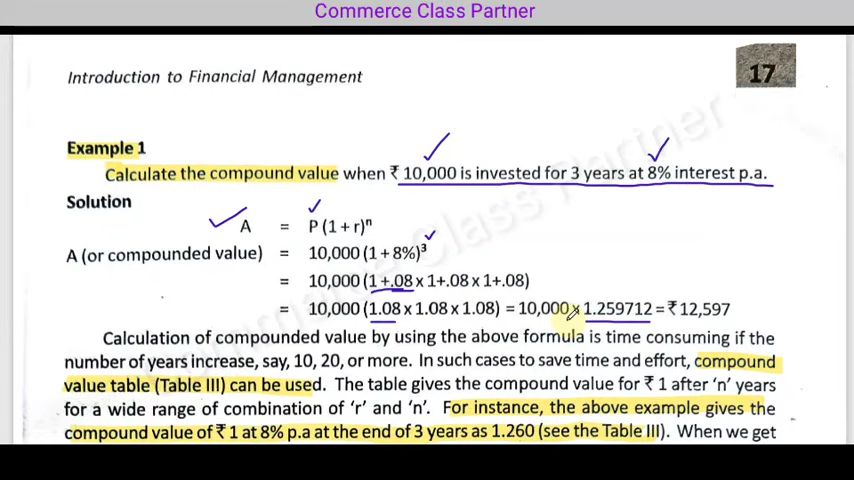 Commerce Class Partner
Introduction to Financial Management
17
Example 1
Calculate the compound value when ₹ 10,000 is invested for 3 years at 8% interest p.a.
Solution
A = P (1 + r)ⁿ
A (or compounded value) = 10,000 (1 + 8%)³
= 10,000 (1 +.08 x 1+.08 x 1+.08)
= 10,000 (1.08 x 1.08 x 1.08) = 10,000 x 1.259712 = ₹ 12,597
Calculation of compounded value by using the above formula is time consuming if the
number of years increase, say, 10, 20, or more. In such cases to save time and effort, compound
value table (Table III) can be used. The table gives the compound value for ₹ 1 after 'n' years
for a wide range of combination of 'r' and 'n'. For instance, the above example gives the
compound value of ₹ 1 at 8% p.a at the end of 3 years as 1.260 (see the Table III). When we get
Commerce Class Partner